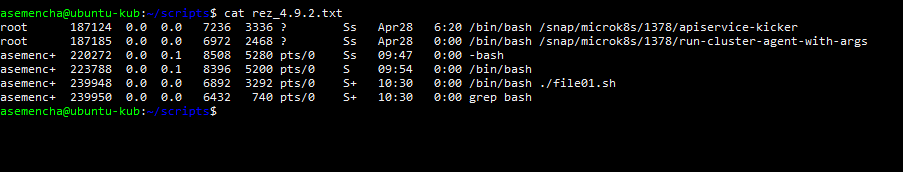 asemencha@ubuntu-kub:~/scripts$ cat rez_4.9.2.txt
root      187124  0.0  0.0   7236  3336 ?        Ss   Apr28   6:20 /bin/bash /snap/microk8s/1378/apiservice-kicker
root      187185  0.0  0.0   6972  2468 ?        Ss   Apr28   0:00 /bin/bash /snap/microk8s/1378/run-cluster-agent-with-args
asemenc+  220272  0.0  0.1   8508  5280 pts/0    Ss   09:47   0:00 -bash
asemenc+  223788  0.0  0.1   8396  5200 pts/0    S    09:54   0:00 /bin/bash
asemenc+  239948  0.0  0.0   6892  3292 pts/0    S+   10:30   0:00 /bin/bash ./file01.sh
asemenc+  239950  0.0  0.0   6432   740 pts/0    S+   10:30   0:00 grep bash
asemencha@ubuntu-kub:~/scripts$